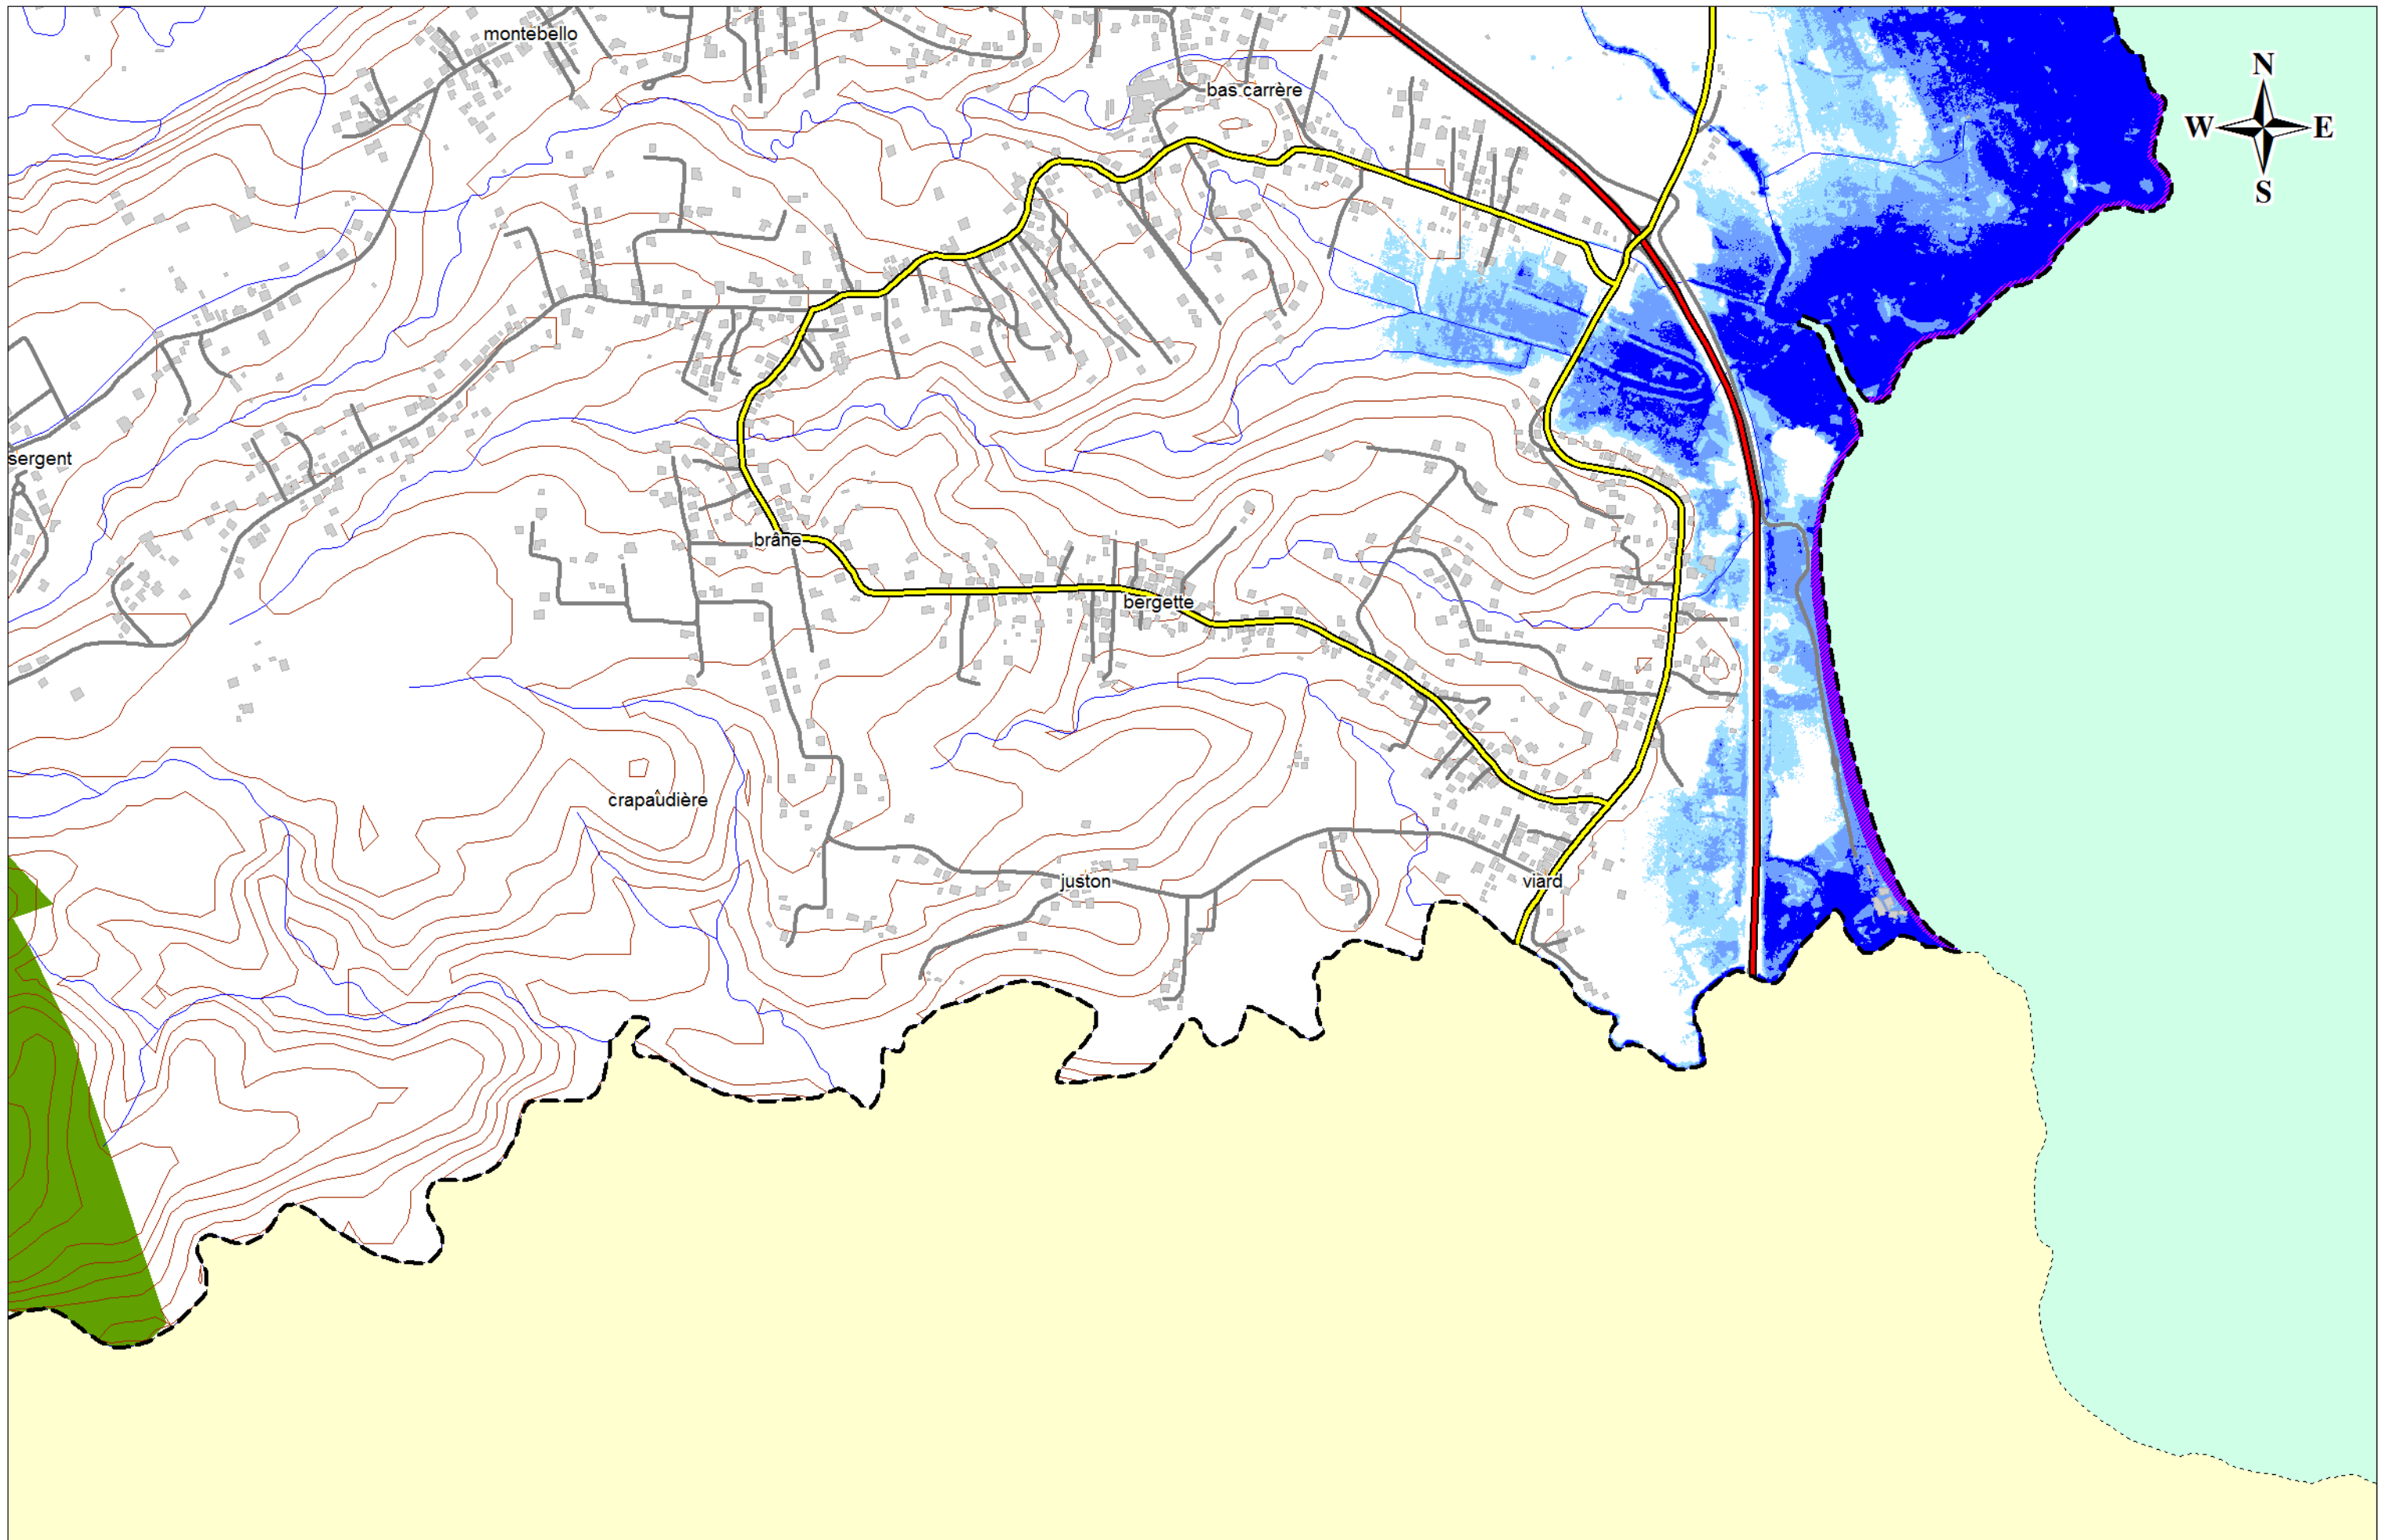 montebello
N
bas carrère
W E
S
sergent
brâne
bergette
crapaudière
juston
viard